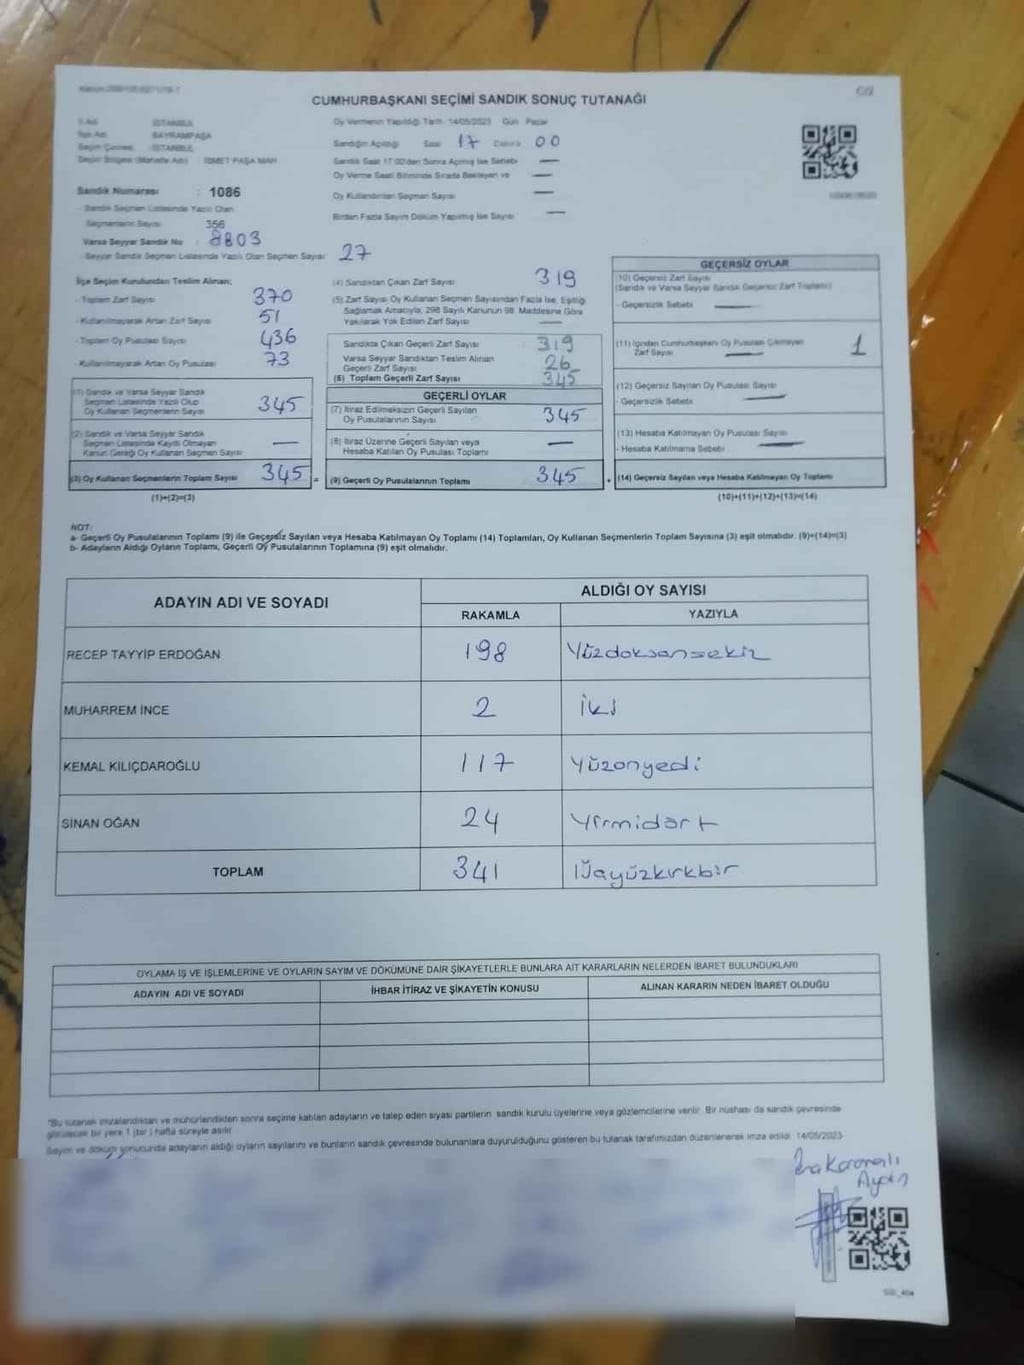 CUMHURBAŞKANI SEÇİMİ SANDIK SONUÇ TUTANAĞI
İli Adı : İSTANBUL
İlçe Adı : BAYRAMPAŞA
Seçim Çevresi : İSTANBUL
Seçim Bölgesi (Mahalle Adı) : İSMET PAŞA MAH
Sandık Numarası : 1086
- Sandık Seçmen Listesinde Yazılı Olan
Seçmenlerin Sayısı : 356
Varsa Seyyar Sandık No : 8803
- Seyyar Sandık Seçmen Listesinde Yazılı Olan Seçmen Sayısı : 27
Oy Vermenin Yapıldığı Tarih : 14/05/2023 Gün : Pazar
Sandığın Açıldığı Saat 17 Dakika 00
Sandık Saat 17:00'den Sonra Açılmış İse Sebebi —
Oy Verme Saati Bitiminde Sırada Bekleyen ve —
Oy Kullandırılan Seçmen Sayısı —
Birden Fazla Sayım Döküm Yapılmış İse Sayısı —
İlçe Seçim Kurulundan Teslim Alınan;
- Toplam Zarf Sayısı 370
- Kullanılmayarak Artan Zarf Sayısı 51
- Toplam Oy Pusulası Sayısı 436
- Kullanılmayarak Artan Oy Pusulası 73
(1) Sandık ve Varsa Seyyar Sandık
Seçmen Listesinde Yazılı Olup
Oy Kullanan Seçmenlerin Sayısı 345
(2) Sandık ve Varsa Seyyar Sandık
Seçmen Listesinde Kaydı Olmayan
Kanun Gereği Oy Kullanan Seçmen Sayısı —
(3) Oy Kullanan Seçmenlerin Toplam Sayısı 345 =
(1)+(2)=(3)
(4) Sandıktan Çıkan Zarf Sayısı 319
(5) Zarf Sayısı Oy Kullanan Seçmen Sayısından Fazla İse, Eşitliği
Sağlamak Amacıyla, 298 Sayılı Kanunun 98. Maddesine Göre
Yakılarak Yok Edilen Zarf Sayısı —
Sandıkta Çıkan Geçerli Zarf Sayısı 319
Varsa Seyyar Sandıktan Teslim Alınan
Geçerli Zarf Sayısı 26
(6) Toplam Geçerli Zarf Sayısı 345
GEÇERLİ OYLAR
(7) İtiraz Edilmeksizin Geçerli Sayılan
Oy Pusulalarının Sayısı 345
(8) İtiraz Üzerine Geçerli Sayılan veya
Hesaba Katılan Oy Pusulası Toplamı —
(9) Geçerli Oy Pusulalarının Toplamı 345 +
GEÇERSİZ OYLAR
(10) Geçersiz Zarf Sayısı
(Sandık ve Varsa Seyyar Sandık Geçersiz Zarf Toplamı)
- Geçersizlik Sebebi —
(11) İçinden Cumhurbaşkanı Oy Pusulası Çıkmayan
Zarf Sayısı — 1
(12) Geçersiz Sayılan Oy Pusulası Sayısı
- Geçersizlik Sebebi —
(13) Hesaba Katılmayan Oy Pusulası Sayısı
- Hesaba Katılmama Sebebi —
(14) Geçersiz Sayılan veya Hesaba Katılmayan Oy Toplamı
(10)+(11)+(12)+(13)=(14)
NOT:
a- Geçerli Oy Pusulalarının Toplamı (9) ile Geçersiz Sayılan veya Hesaba Katılmayan Oy Toplamı (14) Toplamları, Oy Kullanan Seçmenlerin Toplam Sayısına (3) eşit olmalıdır. (9)+(14)=(3)
b- Adayların Aldığı Oyların Toplamı, Geçerli Oy Pusulalarının Toplamına (9) eşit olmalıdır.
ADAYIN ADI VE SOYADI
ALDIĞI OY SAYISI
RAKAMLA YAZIYLA
RECEP TAYYİP ERDOĞAN 198 Yüzdoksansekiz
MUHARREM İNCE 2 İki
KEMAL KILIÇDAROĞLU 117 Yüzonyedi
SİNAN OĞAN 24 Yirmidört
TOPLAM 341 Üçyüzkırkbir
OYLAMA İŞ VE İŞLEMLERİNE VE OYLARIN SAYIM VE DÖKÜMÜNE DAİR ŞİKAYETLERLE BUNLARA AİT KARARLARIN NELERDEN İBARET BULUNDUKLARI
ADAYIN ADI VE SOYADI İHBAR İTİRAZ VE ŞİKAYETİN KONUSU ALINAN KARARIN NEDEN İBARET OLDUĞU
"Bu tutanak imzalandıktan ve mühürlendikten sonra seçime katılan adayların ve talep eden siyasi partilerin sandık kurulu üyelerine veya gözlemcilerine verilir. Bir nüshası da sandık çevresinde
görülecek bir yere 1 (bir ) hafta süreyle asılır.
Sayım ve döküm sonucunda adayların aldığı oyların sayılarını ve bunların sandık çevresinde bulunanlara duyurulduğunu gösteren bu tutanak tarafımızdan düzenlenerek imza edildi. 14/05/2023
Aydın